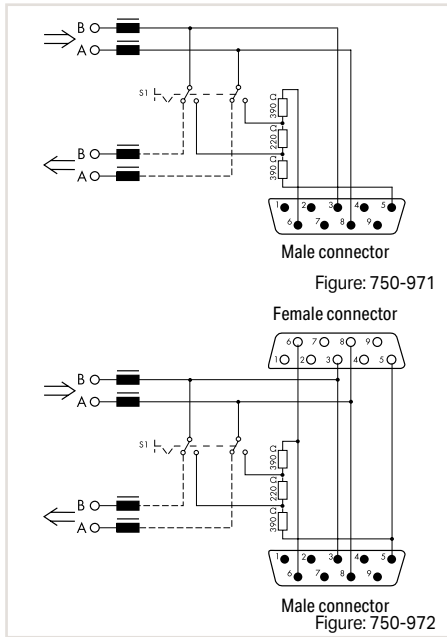 B
A
S1
390 Ω
220 Ω
390 Ω
B
A
1 2 3 4 5
6 7 8 9
Male connector
Figure: 750-971
Female connector
6 7 8 9
1 2 3 4 5
B
A
S1
390 Ω
220 Ω
390 Ω
B
A
1 2 3 4 5
6 7 8 9
Male connector
Figure: 750-972